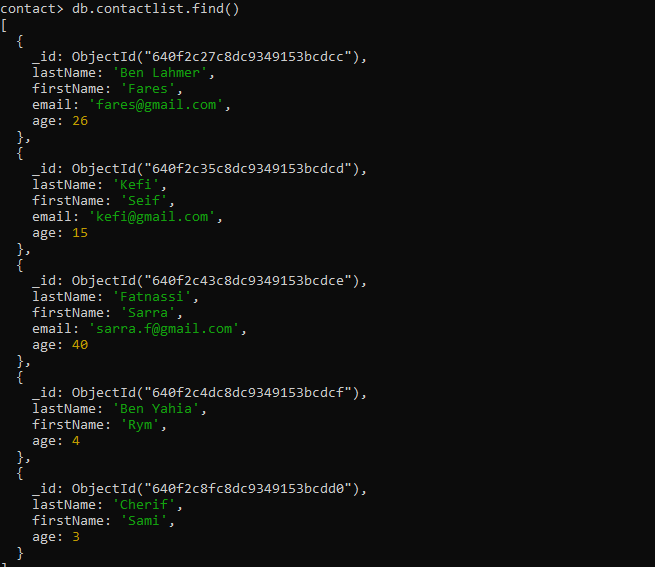 contact> db.contactlist.find()
[
  {
    _id: ObjectId("640f2c27c8dc9349153bcdcc"),
    lastName: 'Ben Lahmer',
    firstName: 'Fares',
    email: 'fares@gmail.com',
    age: 26
  },
  {
    _id: ObjectId("640f2c35c8dc9349153bcdcd"),
    lastName: 'Kefi',
    firstName: 'Seif',
    email: 'kefi@gmail.com',
    age: 15
  },
  {
    _id: ObjectId("640f2c43c8dc9349153bcdce"),
    lastName: 'Fatnassi',
    firstName: 'Sarra',
    email: 'sarra.f@gmail.com',
    age: 40
  },
  {
    _id: ObjectId("640f2c4dc8dc9349153bcdcf"),
    lastName: 'Ben Yahia',
    firstName: 'Rym',
    age: 4
  },
  {
    _id: ObjectId("640f2c8fc8dc9349153bcdd0"),
    lastName: 'Cherif',
    firstName: 'Sami',
    age: 3
  }